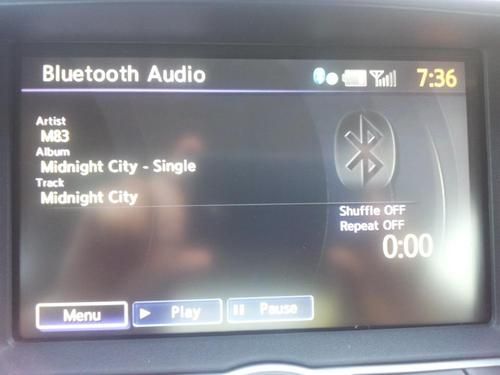 Bluetooth Audio 7:36
Artist
M83
Album
Midnight City - Single
Track
Midnight City
Shuffle OFF
Repeat OFF
0:00
Menu Play Pause